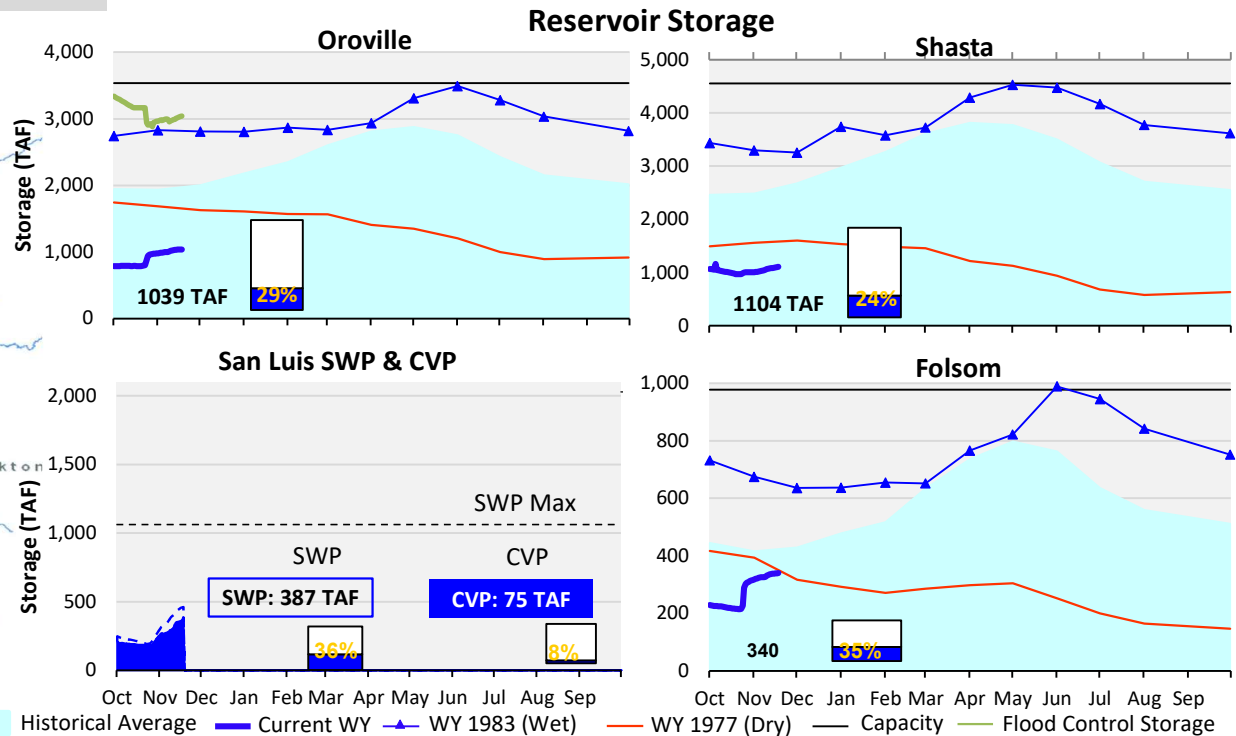 Reservoir Storage
Oroville
Storage (TAF)
4,000
3,000
2,000
1,000
0
1039 TAF
29%
Shasta
5,000
4,000
3,000
2,000
1,000
0
1104 TAF
24%
San Luis SWP & CVP
Storage (TAF)
2,000
1,500
1,000
500
0
SWP Max
SWP
CVP
SWP: 387 TAF
CVP: 75 TAF
36%
8%
Oct Nov Dec Jan Feb Mar Apr May Jun Jul Aug Sep
Folsom
1,000
800
600
400
200
0
340
35%
Oct Nov Dec Jan Feb Mar Apr May Jun Jul Aug Sep
kton
Historical Average Current WY WY 1983 (Wet) WY 1977 (Dry) Capacity Flood Control Storage